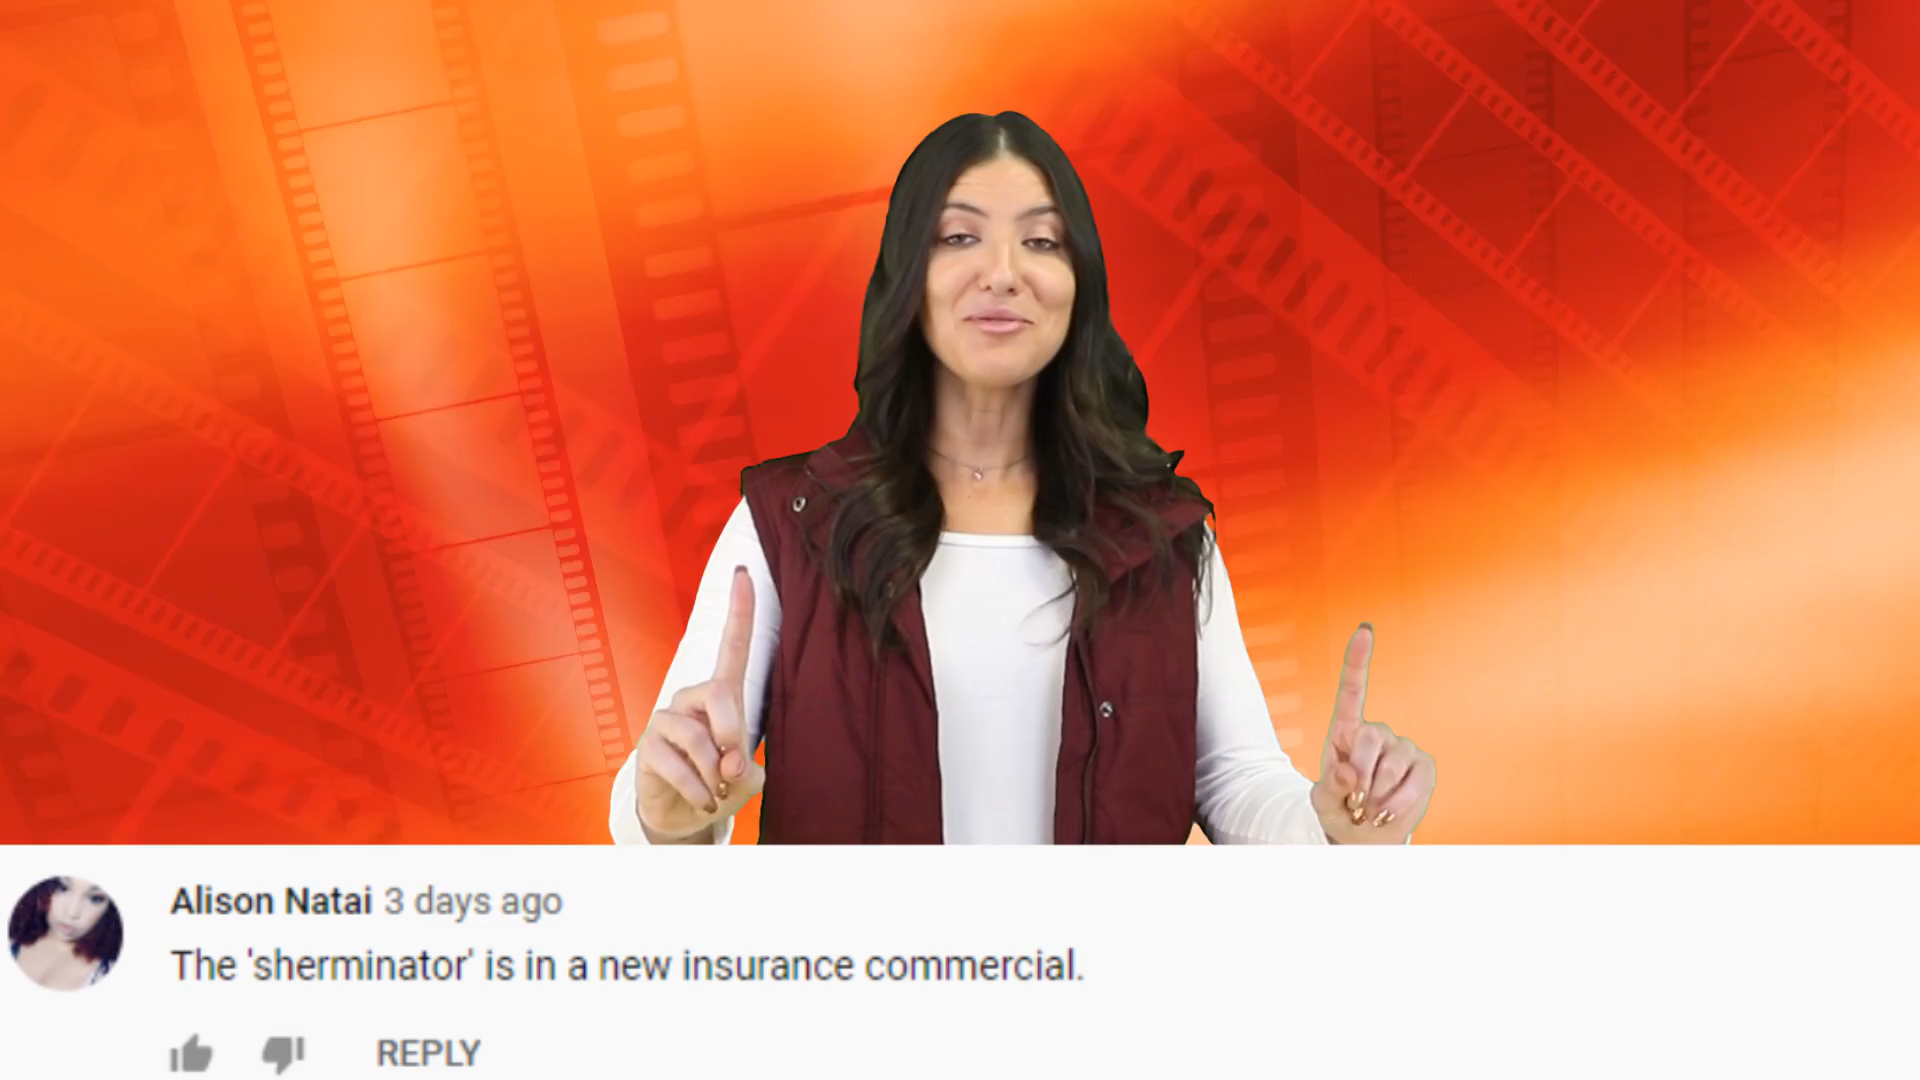 Alison Natai 3 days ago
The 'sherminator' is in a new insurance commercial.
REPLY